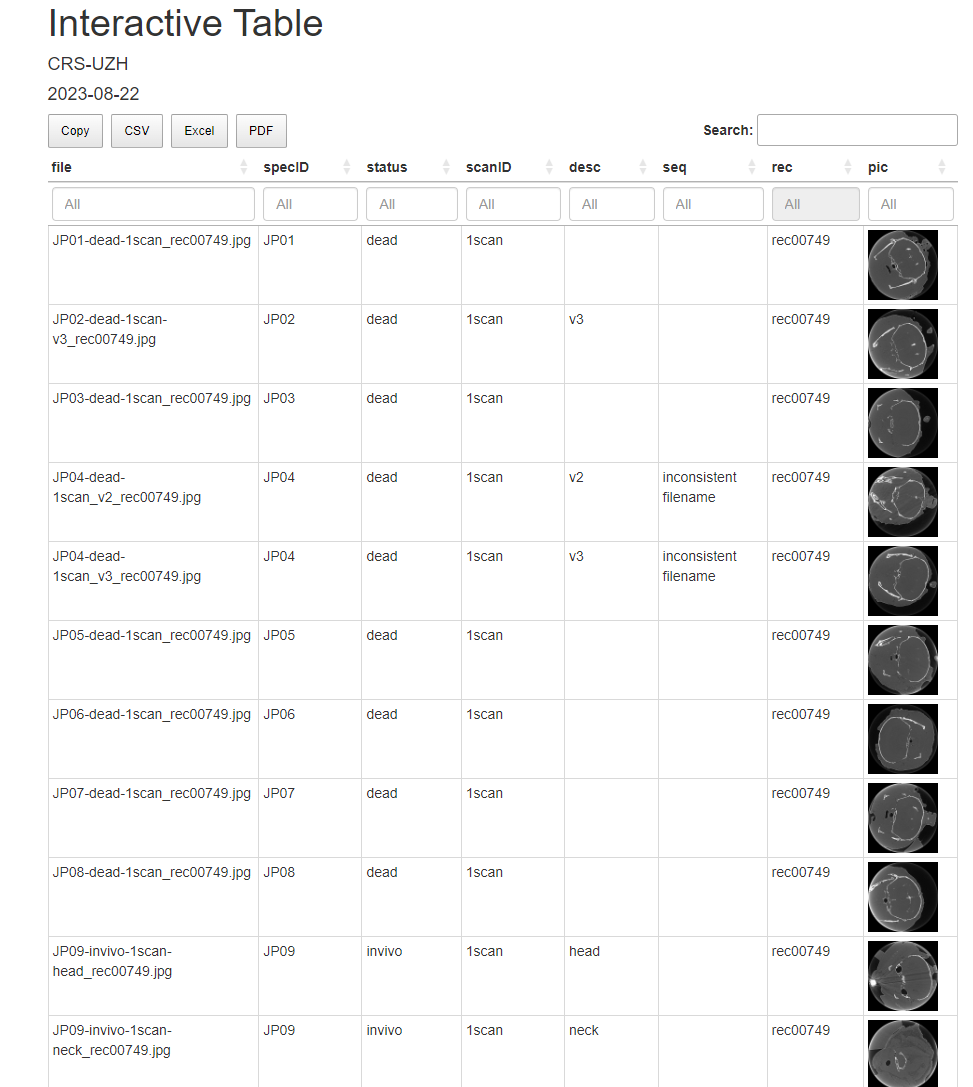 Interactive Table
CRS-UZH
2023-08-22
Copy CSV Excel PDF Search:
file specID status scanID desc seq rec pic
All All All All All All All All
JP01-dead-1scan_rec00749.jpg JP01 dead 1scan rec00749
JP02-dead-1scan- JP02 dead 1scan v3 rec00749
v3_rec00749.jpg
JP03-dead-1scan_rec00749.jpg JP03 dead 1scan rec00749
JP04-dead- JP04 dead 1scan v2 inconsistent rec00749
1scan_v2_rec00749.jpg filename
JP04-dead- JP04 dead 1scan v3 inconsistent rec00749
1scan_v3_rec00749.jpg filename
JP05-dead-1scan_rec00749.jpg JP05 dead 1scan rec00749
JP06-dead-1scan_rec00749.jpg JP06 dead 1scan rec00749
JP07-dead-1scan_rec00749.jpg JP07 dead 1scan rec00749
JP08-dead-1scan_rec00749.jpg JP08 dead 1scan rec00749
JP09-invivo-1scan- JP09 invivo 1scan head rec00749
head_rec00749.jpg
JP09-invivo-1scan- JP09 invivo 1scan neck rec00749
neck_rec00749.jpg